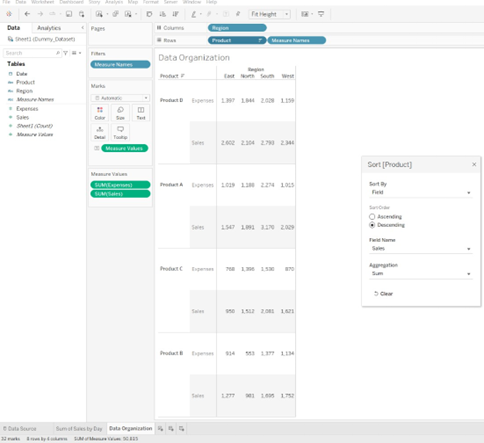 File Data Worksheet Dashboard Story Analysis Map Format Server Window Help
Fit Height
Data Analytics
Sheet1 (Dummy_Dataset)
Search
Tables
Date
Product
Region
Measure Names
Expenses
Sales
Sheet1 (Count)
Measure Values
Pages
Filters
Measure Names
Marks
Automatic
Color Size Text
Detail Tooltip
Measure Values
Measure Values
SUM(Expenses)
SUM(Sales)
Columns Region
Rows Product Measure Names
Data Organization
Region
Product East North South West
Product D Expenses 1,397 1,844 2,028 1,159
Sales 2,602 2,104 2,793 2,344
Product A Expenses 1,019 1,186 2,274 1,015
Sales 1,547 1,891 3,170 2,029
Product C Expenses 768 1,366 1,530 870
Sales 950 1,512 2,081 1,621
Product B Expenses 914 553 1,377 1,134
Sales 1,277 981 1,695 1,752
Sort [Product]
Sort By
Field
Sort Order
Ascending
Descending
Field Name
Sales
Aggregation
Sum
Clear
Data Source Sum of Sales by Day Data Organization
32 marks 8 rows by 4 columns SUM of Measure Values: